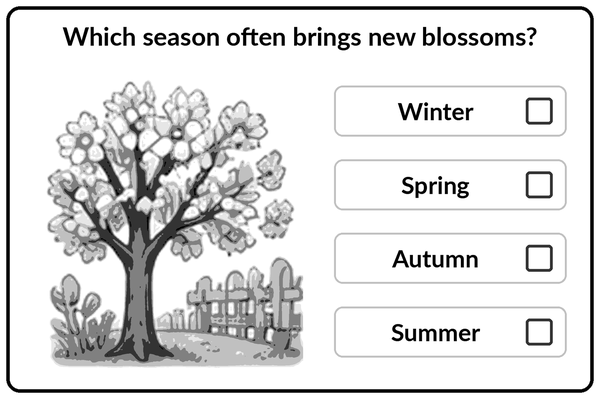 Which season often brings new blossoms?
Winter
Spring
Autumn
Summer